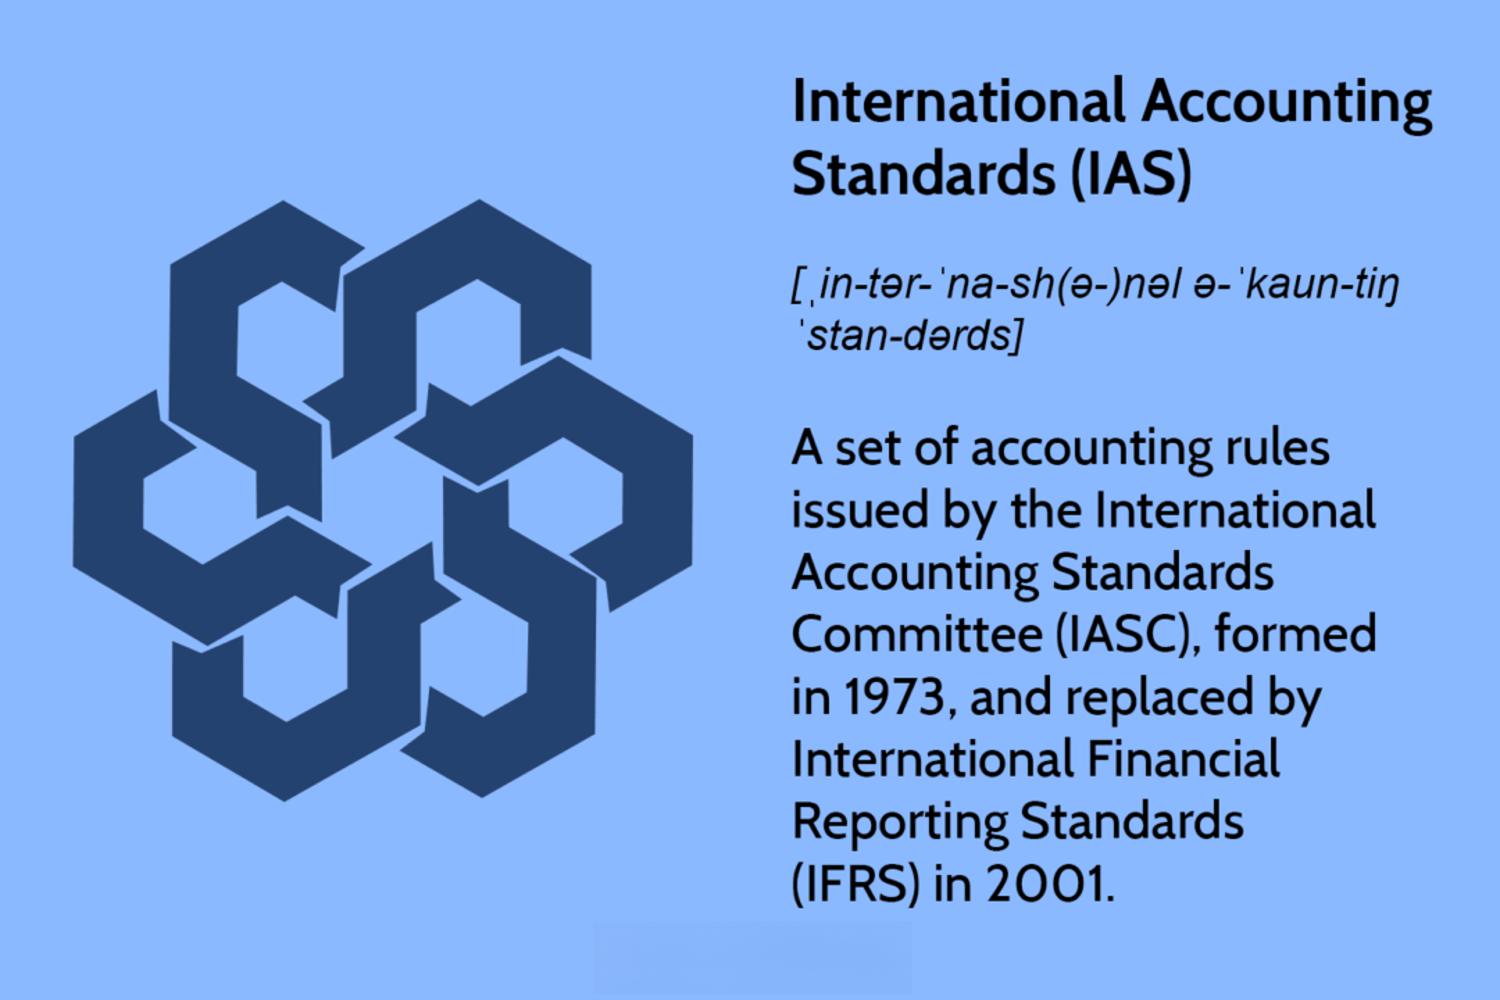 International Accounting
Standards (IAS)
[ˌin-tər-ˈna-sh(ə-)nəl ə-ˈkaun-tiŋ
ˈstan-dərds]
A set of accounting rules
issued by the International
Accounting Standards
Committee (IASC), formed
in 1973, and replaced by
International Financial
Reporting Standards
(IFRS) in 2001.